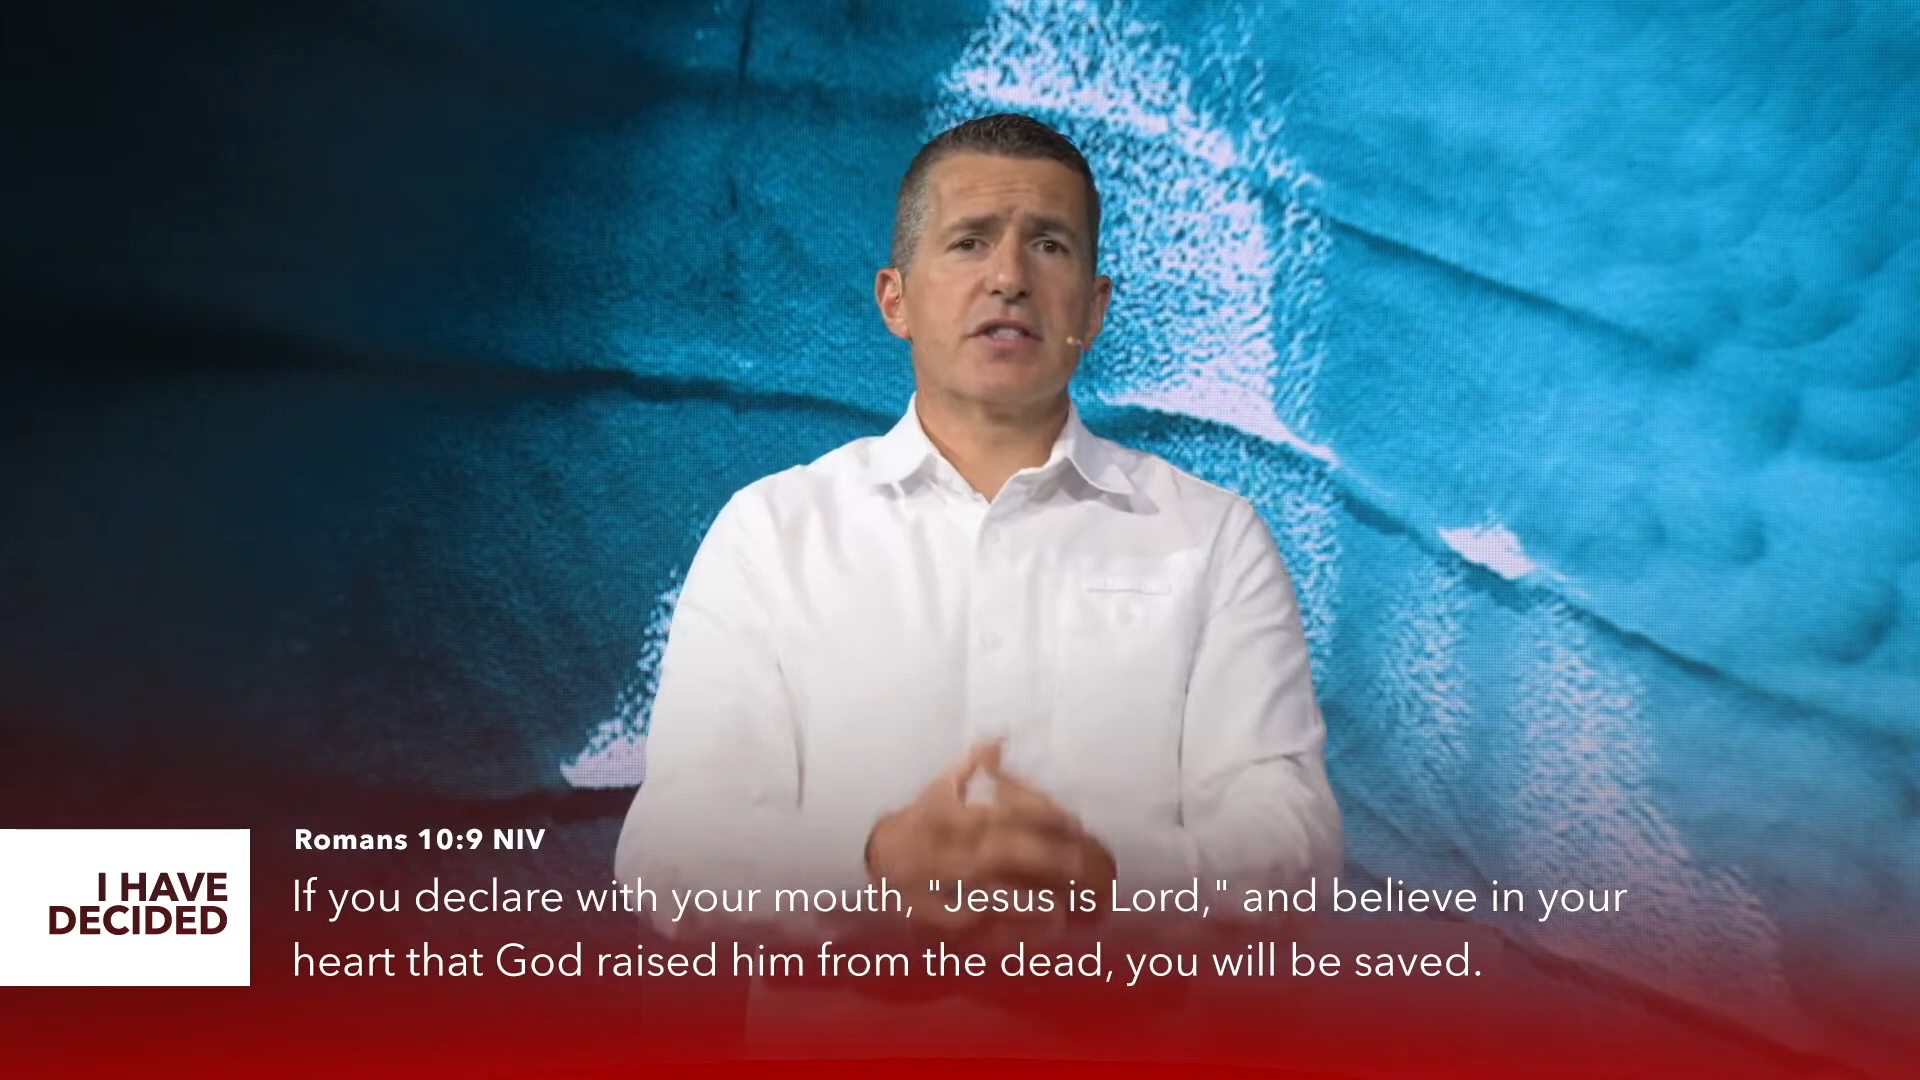 I HAVE
DECIDED
Romans 10:9 NIV
If you declare with your mouth, "Jesus is Lord," and believe in your
heart that God raised him from the dead, you will be saved.